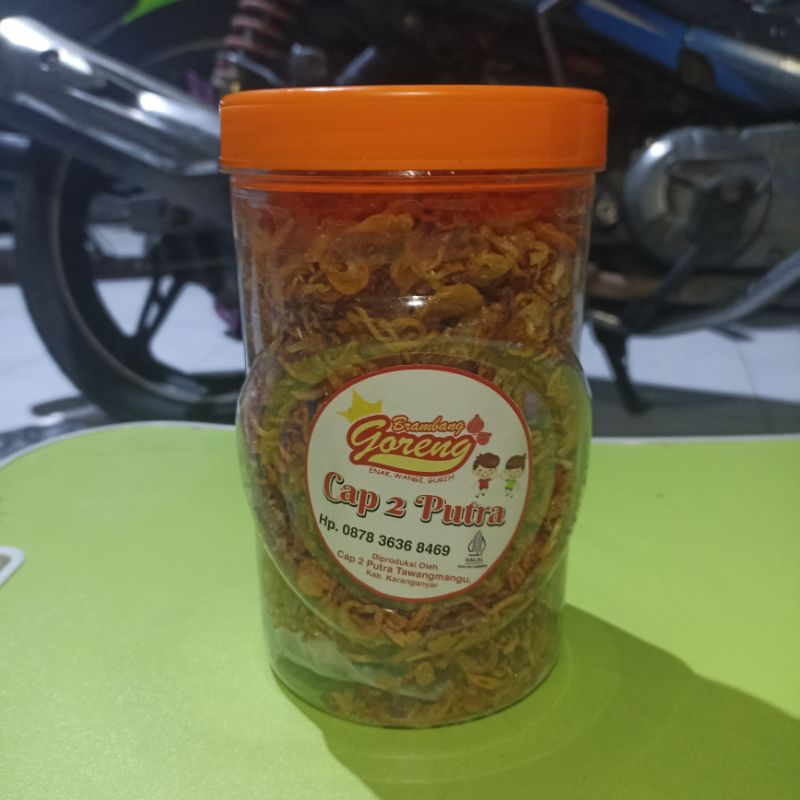 Brambang
Goreng
ENAK, WANGI, GURIH
Cap 2 Putra
Hp. 0878 3636 8469
HALAL
Diproduksi Oleh
Cap 2 Putra Tawangmangu,
Kab. Karanganyar